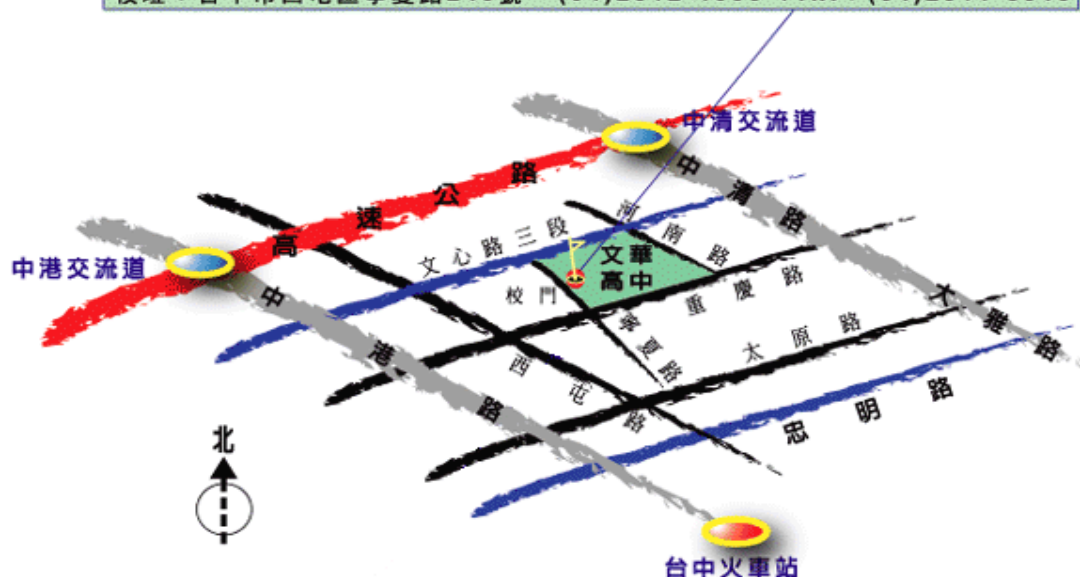 中清交流道
高速公路
中清路
中港交流道
文心路三段
河南路
文華
高中
校門
重慶路
寧夏路
大雅路
中港路
西屯路
太原路
忠明路
北
台中火車站